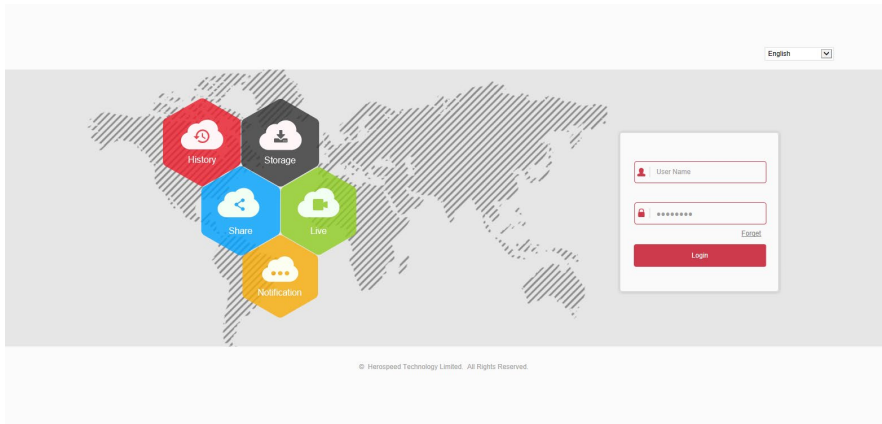 English
History
Storage
Share
Live
Notification
User Name
Forget
Login
© Herospeed Technology Limited. All Rights Reserved.